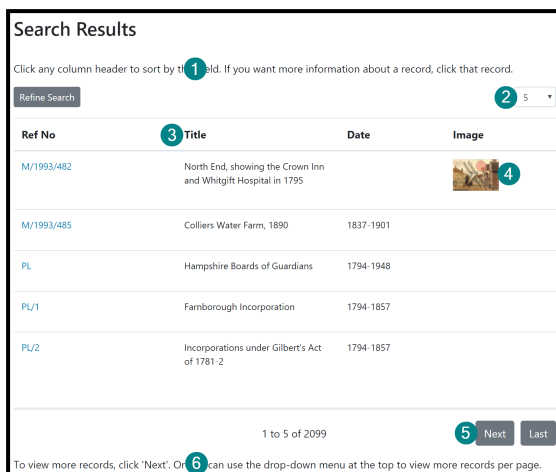 Search Results
Click any column header to sort by th 1 eld. If you want more information about a record, click that record.
Refine Search
2 5
Ref No 3 Title Date Image
M/1993/482 North End, showing the Crown Inn
and Whitgift Hospital in 1795
4
M/1993/485 Colliers Water Farm, 1890 1837-1901
PL Hampshire Boards of Guardians 1794-1948
PL/1 Farnborough Incorporation 1794-1857
PL/2 Incorporations under Gilbert's Act 1794-1857
of 1781-2
1 to 5 of 2099 5 Next Last
To view more records, click 'Next'. Or 6 can use the drop-down menu at the top to view more records per page.